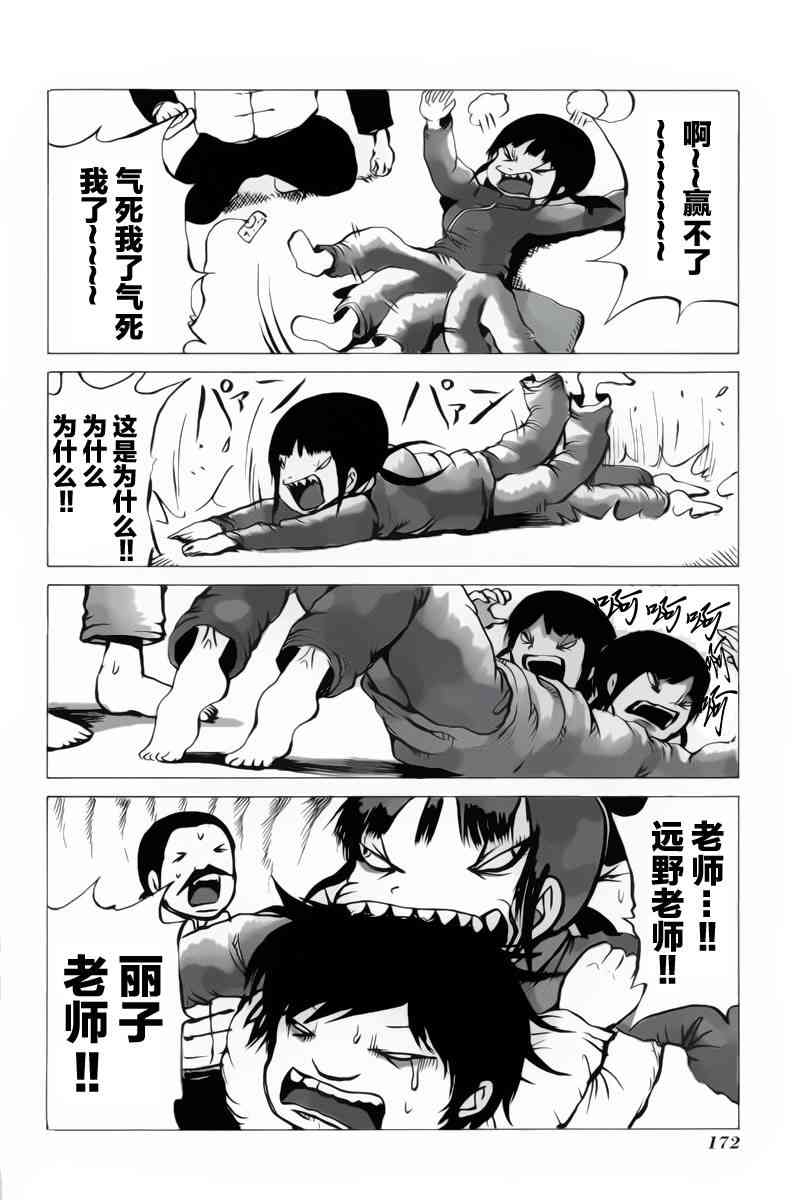 啊~~赢不了
~~~~~~~
气死我了气死
我了~~~~
パァン
パァン
这是为什么!!
为什么
为什么!!
啊
啊
啊
啊
啊
老师…!!
远野老师!!
丽子
老师!!
172